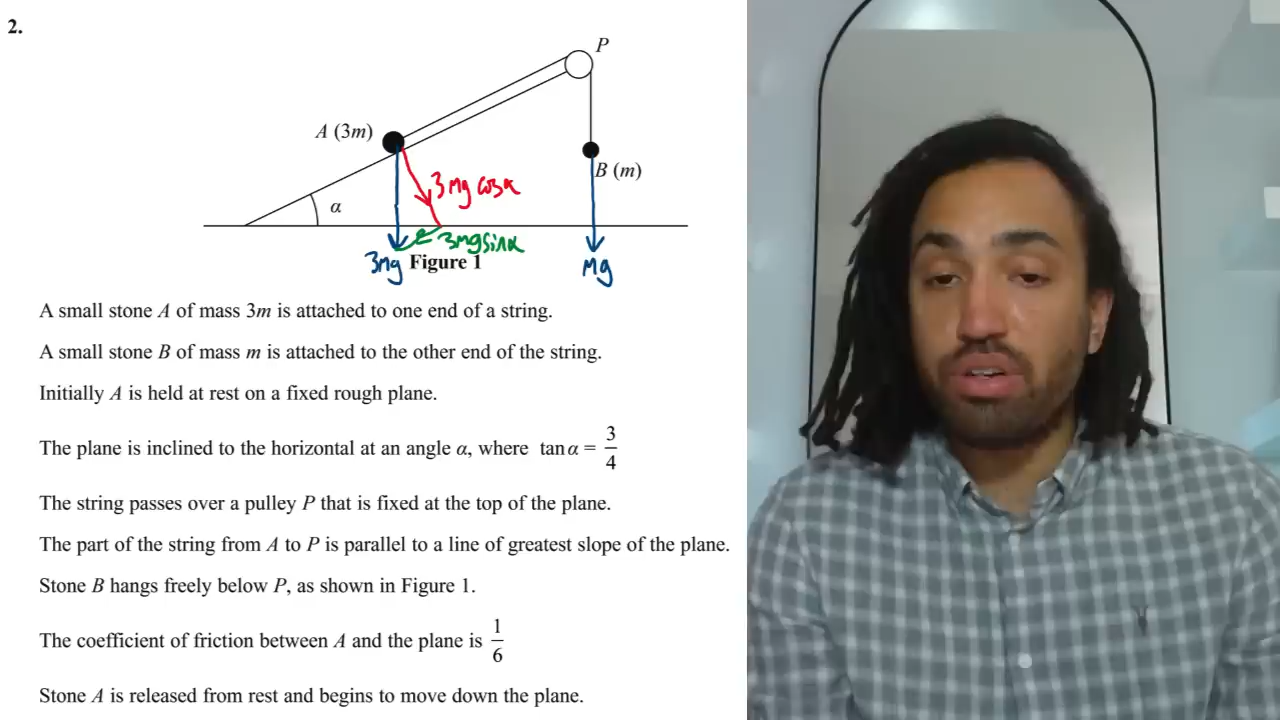 2.
P
A (3m)
B (m)
3mg cosα
α
3mgsinα
3mg
Figure 1
mg
A small stone A of mass 3m is attached to one end of a string.
A small stone B of mass m is attached to the other end of the string.
Initially A is held at rest on a fixed rough plane.
The plane is inclined to the horizontal at an angle α, where tan α = 3/4
The string passes over a pulley P that is fixed at the top of the plane.
The part of the string from A to P is parallel to a line of greatest slope of the plane.
Stone B hangs freely below P, as shown in Figure 1.
The coefficient of friction between A and the plane is 1/6
Stone A is released from rest and begins to move down the plane.